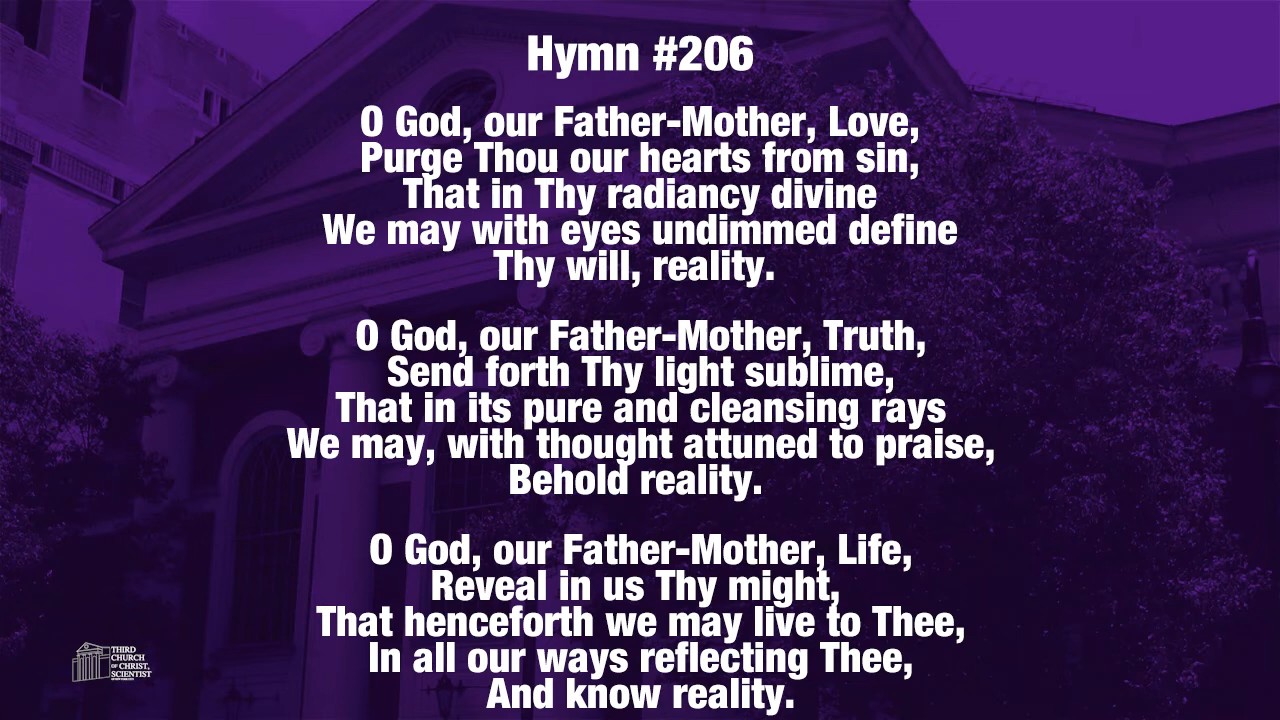 Hymn #206
O God, our Father-Mother, Love,
Purge Thou our hearts from sin,
That in Thy radiancy divine
We may with eyes undimmed define
Thy will, reality.
O God, our Father-Mother, Truth,
Send forth Thy light sublime,
That in its pure and cleansing rays
We may, with thought attuned to praise,
Behold reality.
O God, our Father-Mother, Life,
Reveal in us Thy might,
That henceforth we may live to Thee,
In all our ways reflecting Thee,
And know reality.
THIRD
CHURCH
OF CHRIST,
SCIENTIST